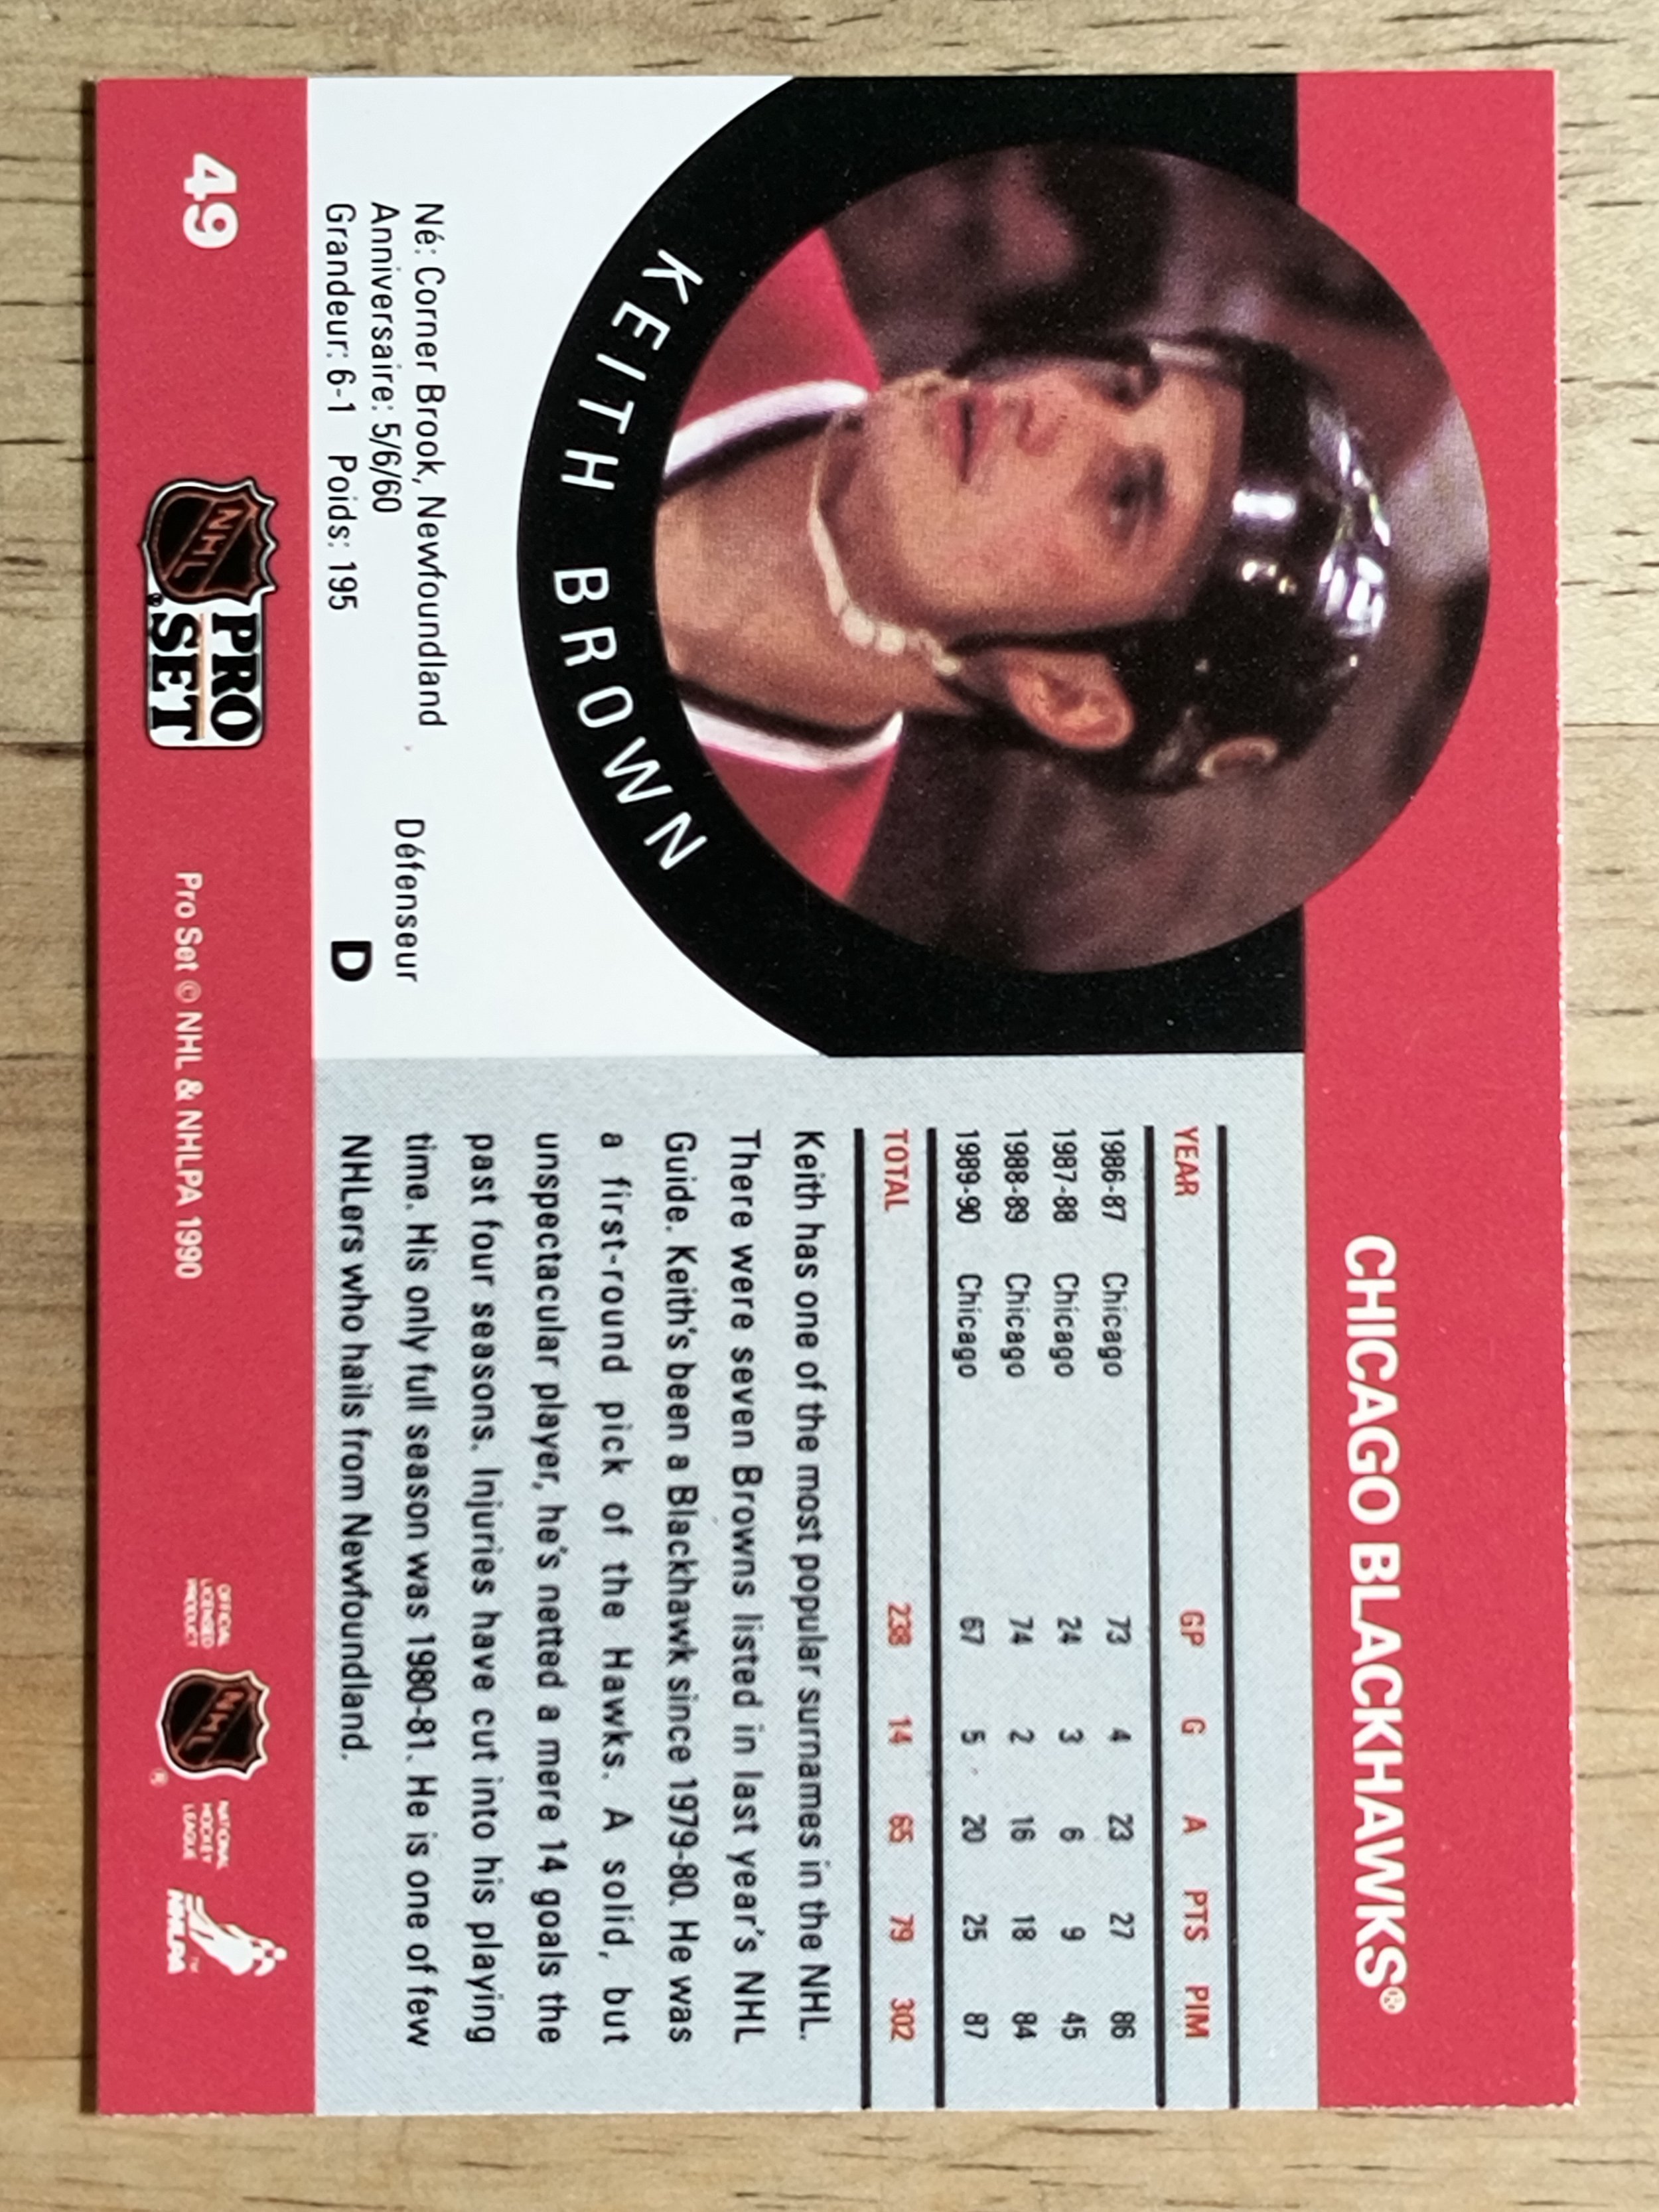 CHICAGO BLACKHAWKS®
KEITH BROWN
Né: Corner Brook, Newfoundland
Anniversaire: 5/6/60
Grandeur: 6-1 Poids: 195
Défenseur
D
YEAR GP G A PTS PIM
1986-87 Chicago 73 4 23 27 86
1987-88 Chicago 24 3 6 9 45
1988-89 Chicago 74 2 16 18 84
1989-90 Chicago 67 5 20 25 87
TOTAL 238 14 65 79 302
Keith has one of the most popular surnames in the NHL.
There were seven Browns listed in last year's NHL
Guide. Keith's been a Blackhawk since 1979-80. He was
a first-round pick of the Hawks. A solid, but
unspectacular player, he's netted a mere 14 goals the
past four seasons. Injuries have cut into his playing
time. His only full season was 1980-81. He is one of few
NHLers who hails from Newfoundland.
49
NHL
PRO
SET
®
Pro Set © NHL & NHLPA 1990
OFFICIAL
LICENSED
PRODUCT
NHL
®
NATIONAL
HOCKEY
LEAGUE
NHLPA
™